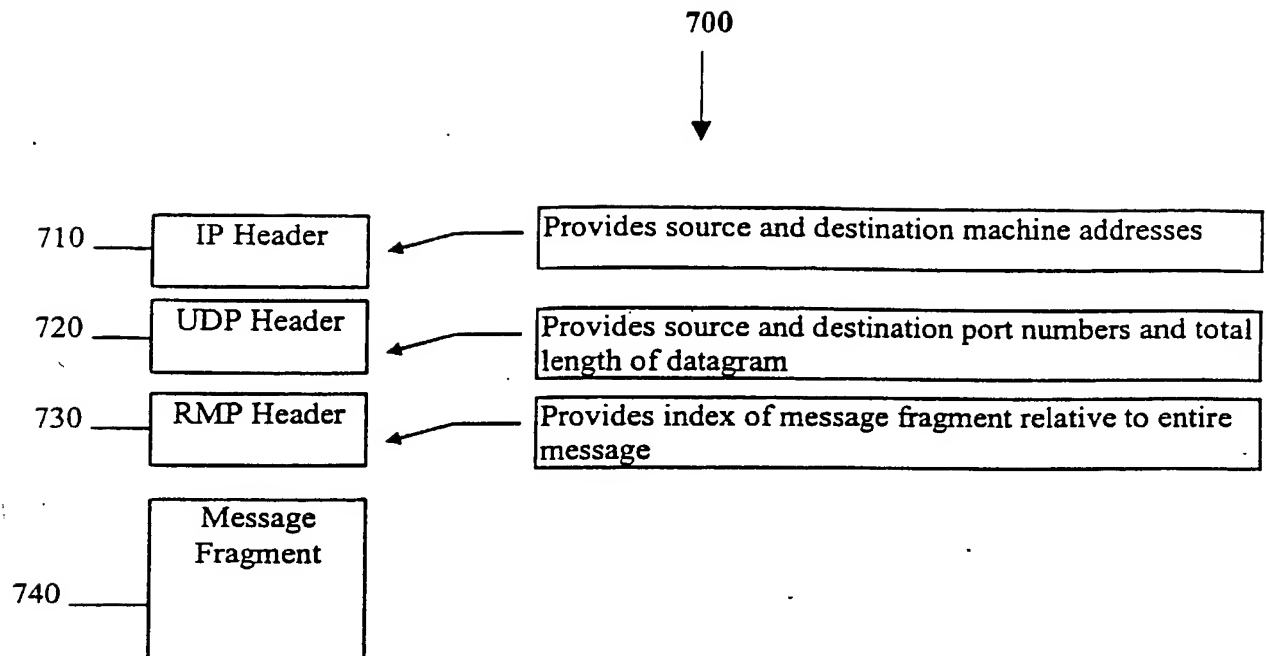 700
710
IP Header
Provides source and destination machine addresses
720
UDP Header
Provides source and destination port numbers and total
length of datagram
730
RMP Header
Provides index of message fragment relative to entire
message
Message
Fragment
740